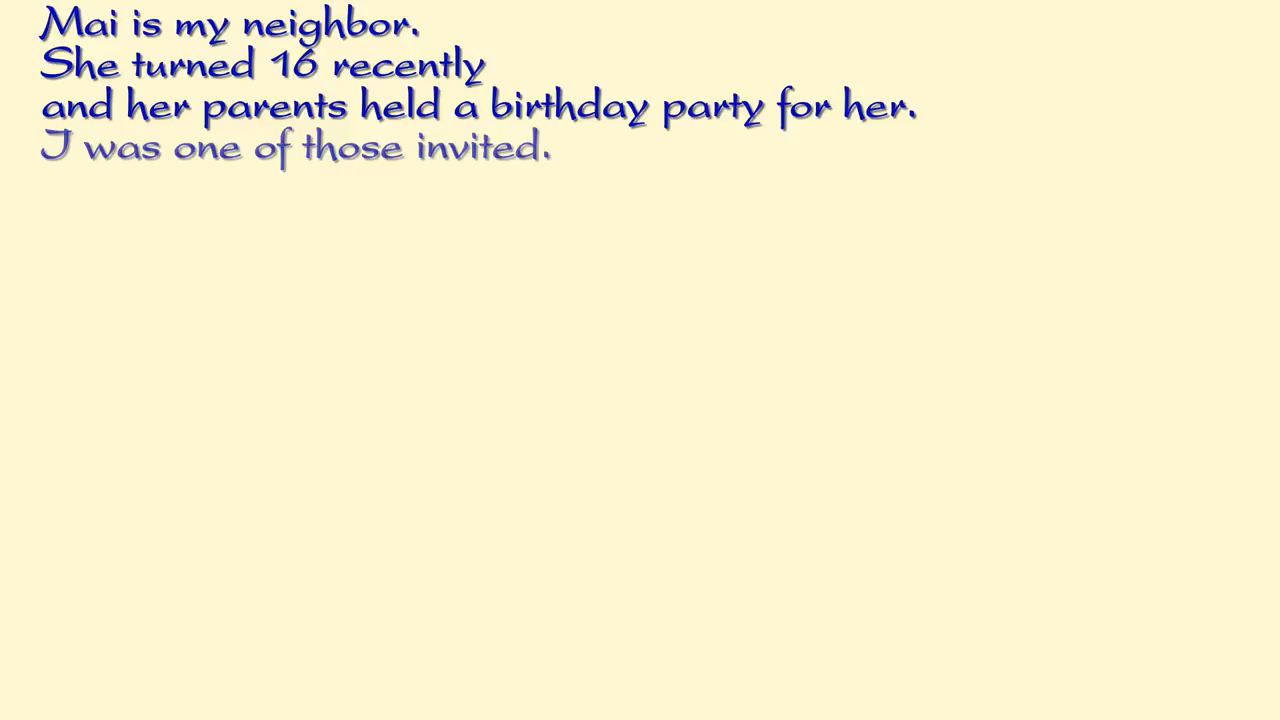 Mai is my neighbor.
She turned 16 recently
and her parents held a birthday party for her.
I was one of those invited.